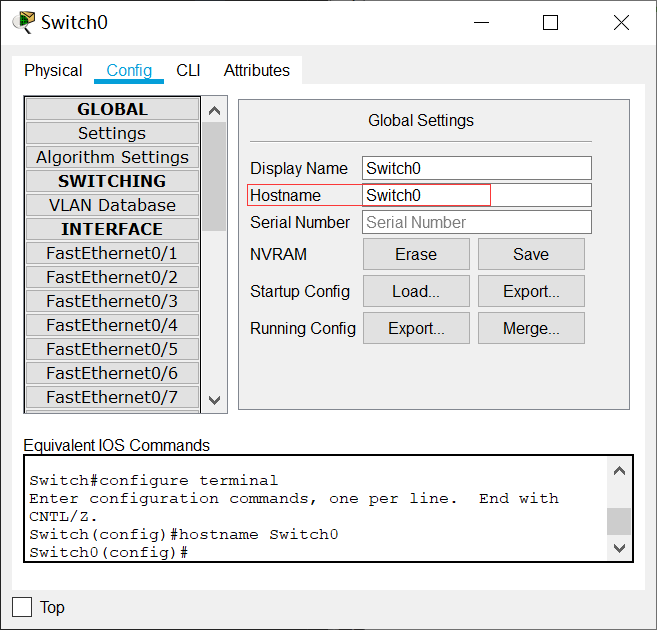 Switch0
Physical Config CLI Attributes
GLOBAL
Settings
Algorithm Settings
SWITCHING
VLAN Database
INTERFACE
FastEthernet0/1
FastEthernet0/2
FastEthernet0/3
FastEthernet0/4
FastEthernet0/5
FastEthernet0/6
FastEthernet0/7
Global Settings
Display Name Switch0
Hostname Switch0
Serial Number Serial Number
NVRAM Erase Save
Startup Config Load... Export...
Running Config Export... Merge...
Equivalent IOS Commands
Switch#configure terminal
Enter configuration commands, one per line.  End with
CNTL/Z.
Switch(config)#hostname Switch0
Switch0(config)#
Top